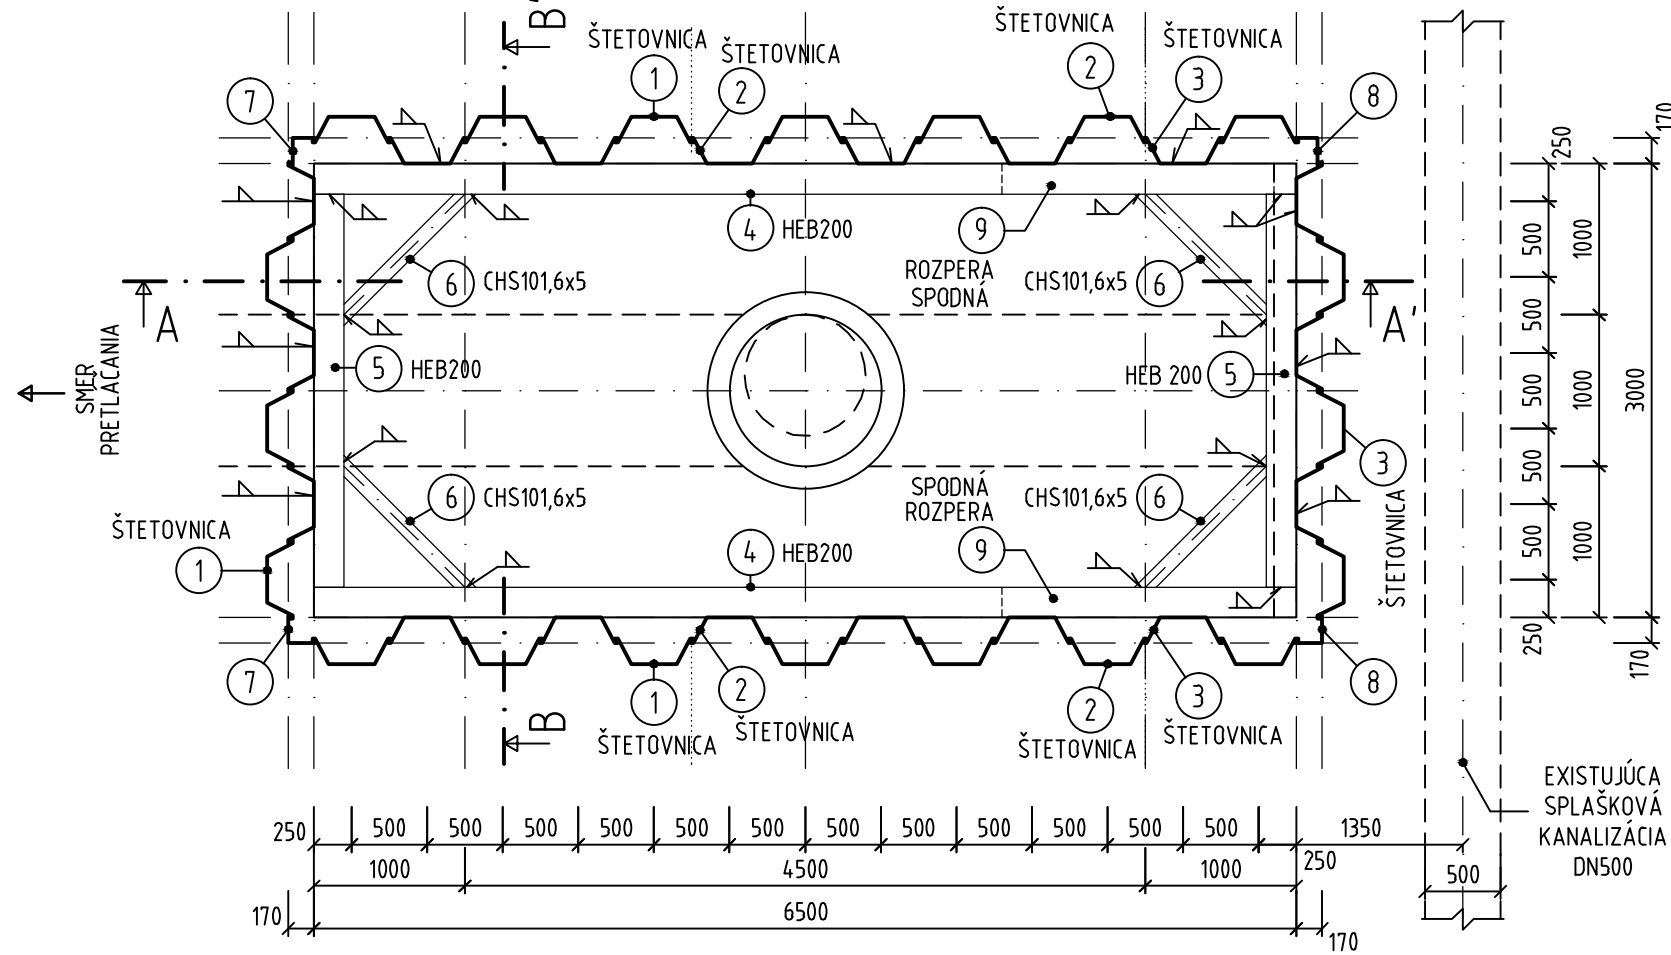 B'
ŠTETOVNICA
1
ŠTETOVNICA
2
ŠTETOVNICA
2
ŠTETOVNICA
3
7
8
170
250
4 HEB200
9
ROZPERA
SPODNÁ
6 CHS101,6x5
CHS101,6x5 6
A
A'
SMER
PRETLÁČANIA
5 HEB200
HEB 200 5
500
500
500
500
500
500
1000
1000
1000
3000
250
170
3
ŠTETOVNICA
6 CHS101,6x5
SPODNÁ
ROZPERA
CHS101,6x5 6
ŠTETOVNICA
1
4 HEB200
9
7
1
ŠTETOVNICA
2
ŠTETOVNICA
2
ŠTETOVNICA
3
ŠTETOVNICA
8
B
EXISTUJÚCA
SPLAŠKOVÁ
KANALIZÁCIA
DN500
250 500 500 500 500 500 500 500 500 500 500 500 500 250 1350
1000 4500 1000 500
170 6500 170